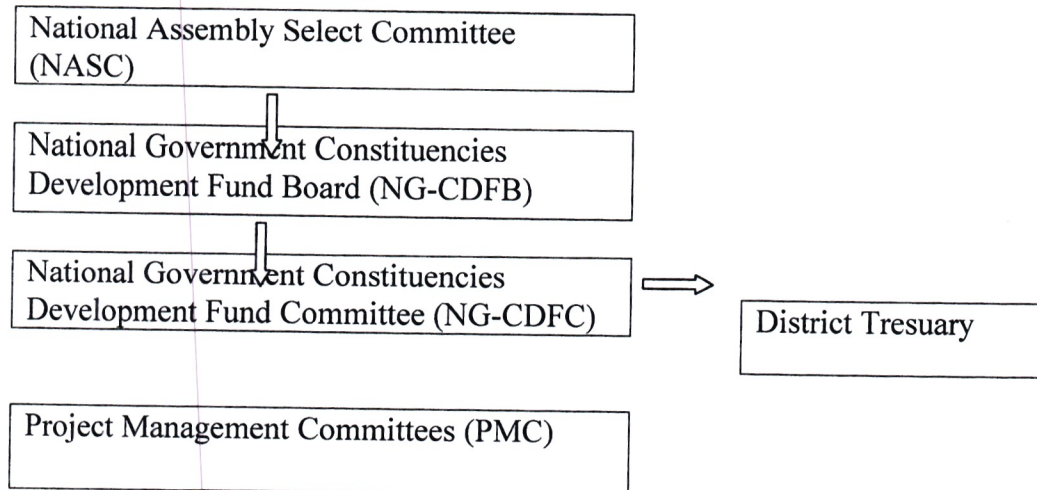 National Assembly Select Committee
(NASC)
National Government Constituencies
Development Fund Board (NG-CDFB)
National Government Constituencies
Development Fund Committee (NG-CDFC)
District Tresuary
Project Management Committees (PMC)